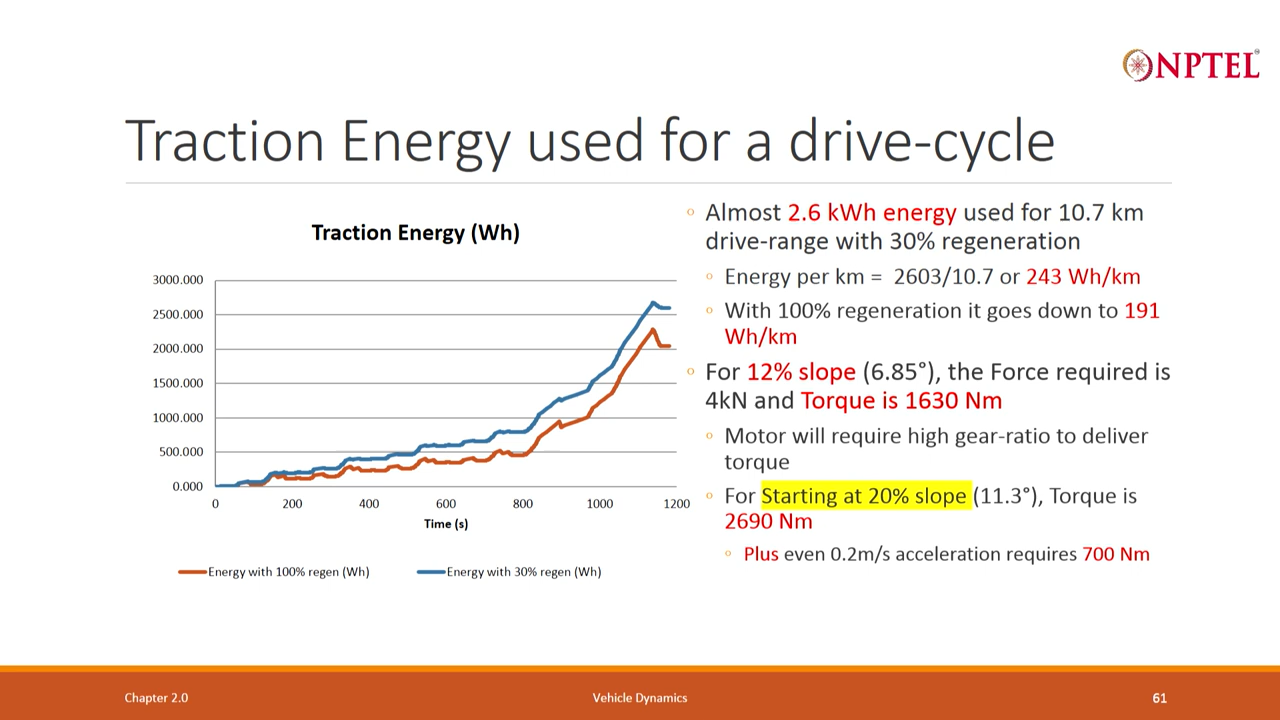 NPTEL
Traction Energy used for a drive-cycle
Traction Energy (Wh)
3000.000
2500.000
2000.000
1500.000
1000.000
500.000
0.000
0 200 400 600 800 1000 1200
Time (s)
Energy with 100% regen (Wh) Energy with 30% regen (Wh)
Almost 2.6 kWh energy used for 10.7 km
drive-range with 30% regeneration
Energy per km = 2603/10.7 or 243 Wh/km
With 100% regeneration it goes down to 191
Wh/km
For 12% slope (6.85°), the Force required is
4kN and Torque is 1630 Nm
Motor will require high gear-ratio to deliver
torque
For Starting at 20% slope (11.3°), Torque is
2690 Nm
Plus even 0.2m/s acceleration requires 700 Nm
Chapter 2.0 Vehicle Dynamics 61